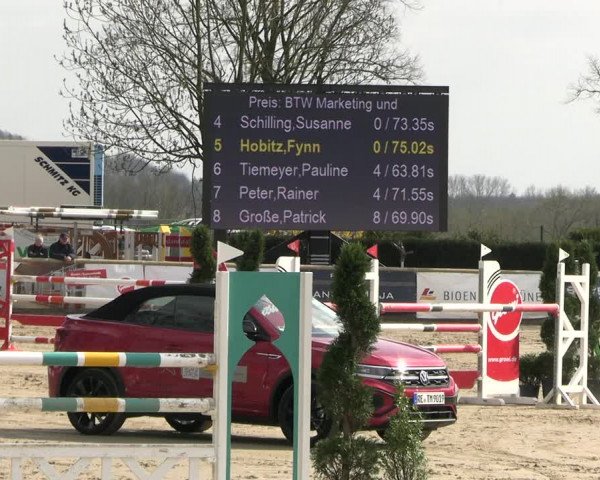 Preis: BTW Marketing und
4 Schilling,Susanne 0 / 73.35s
5 Hobitz,Fynn 0 / 75.02s
6 Tiemeyer,Pauline 4 / 63.81s
7 Peter,Rainer 4 / 71.55s
8 Große,Patrick 8 / 69.90s
SCHMITZ KG
BIOEN